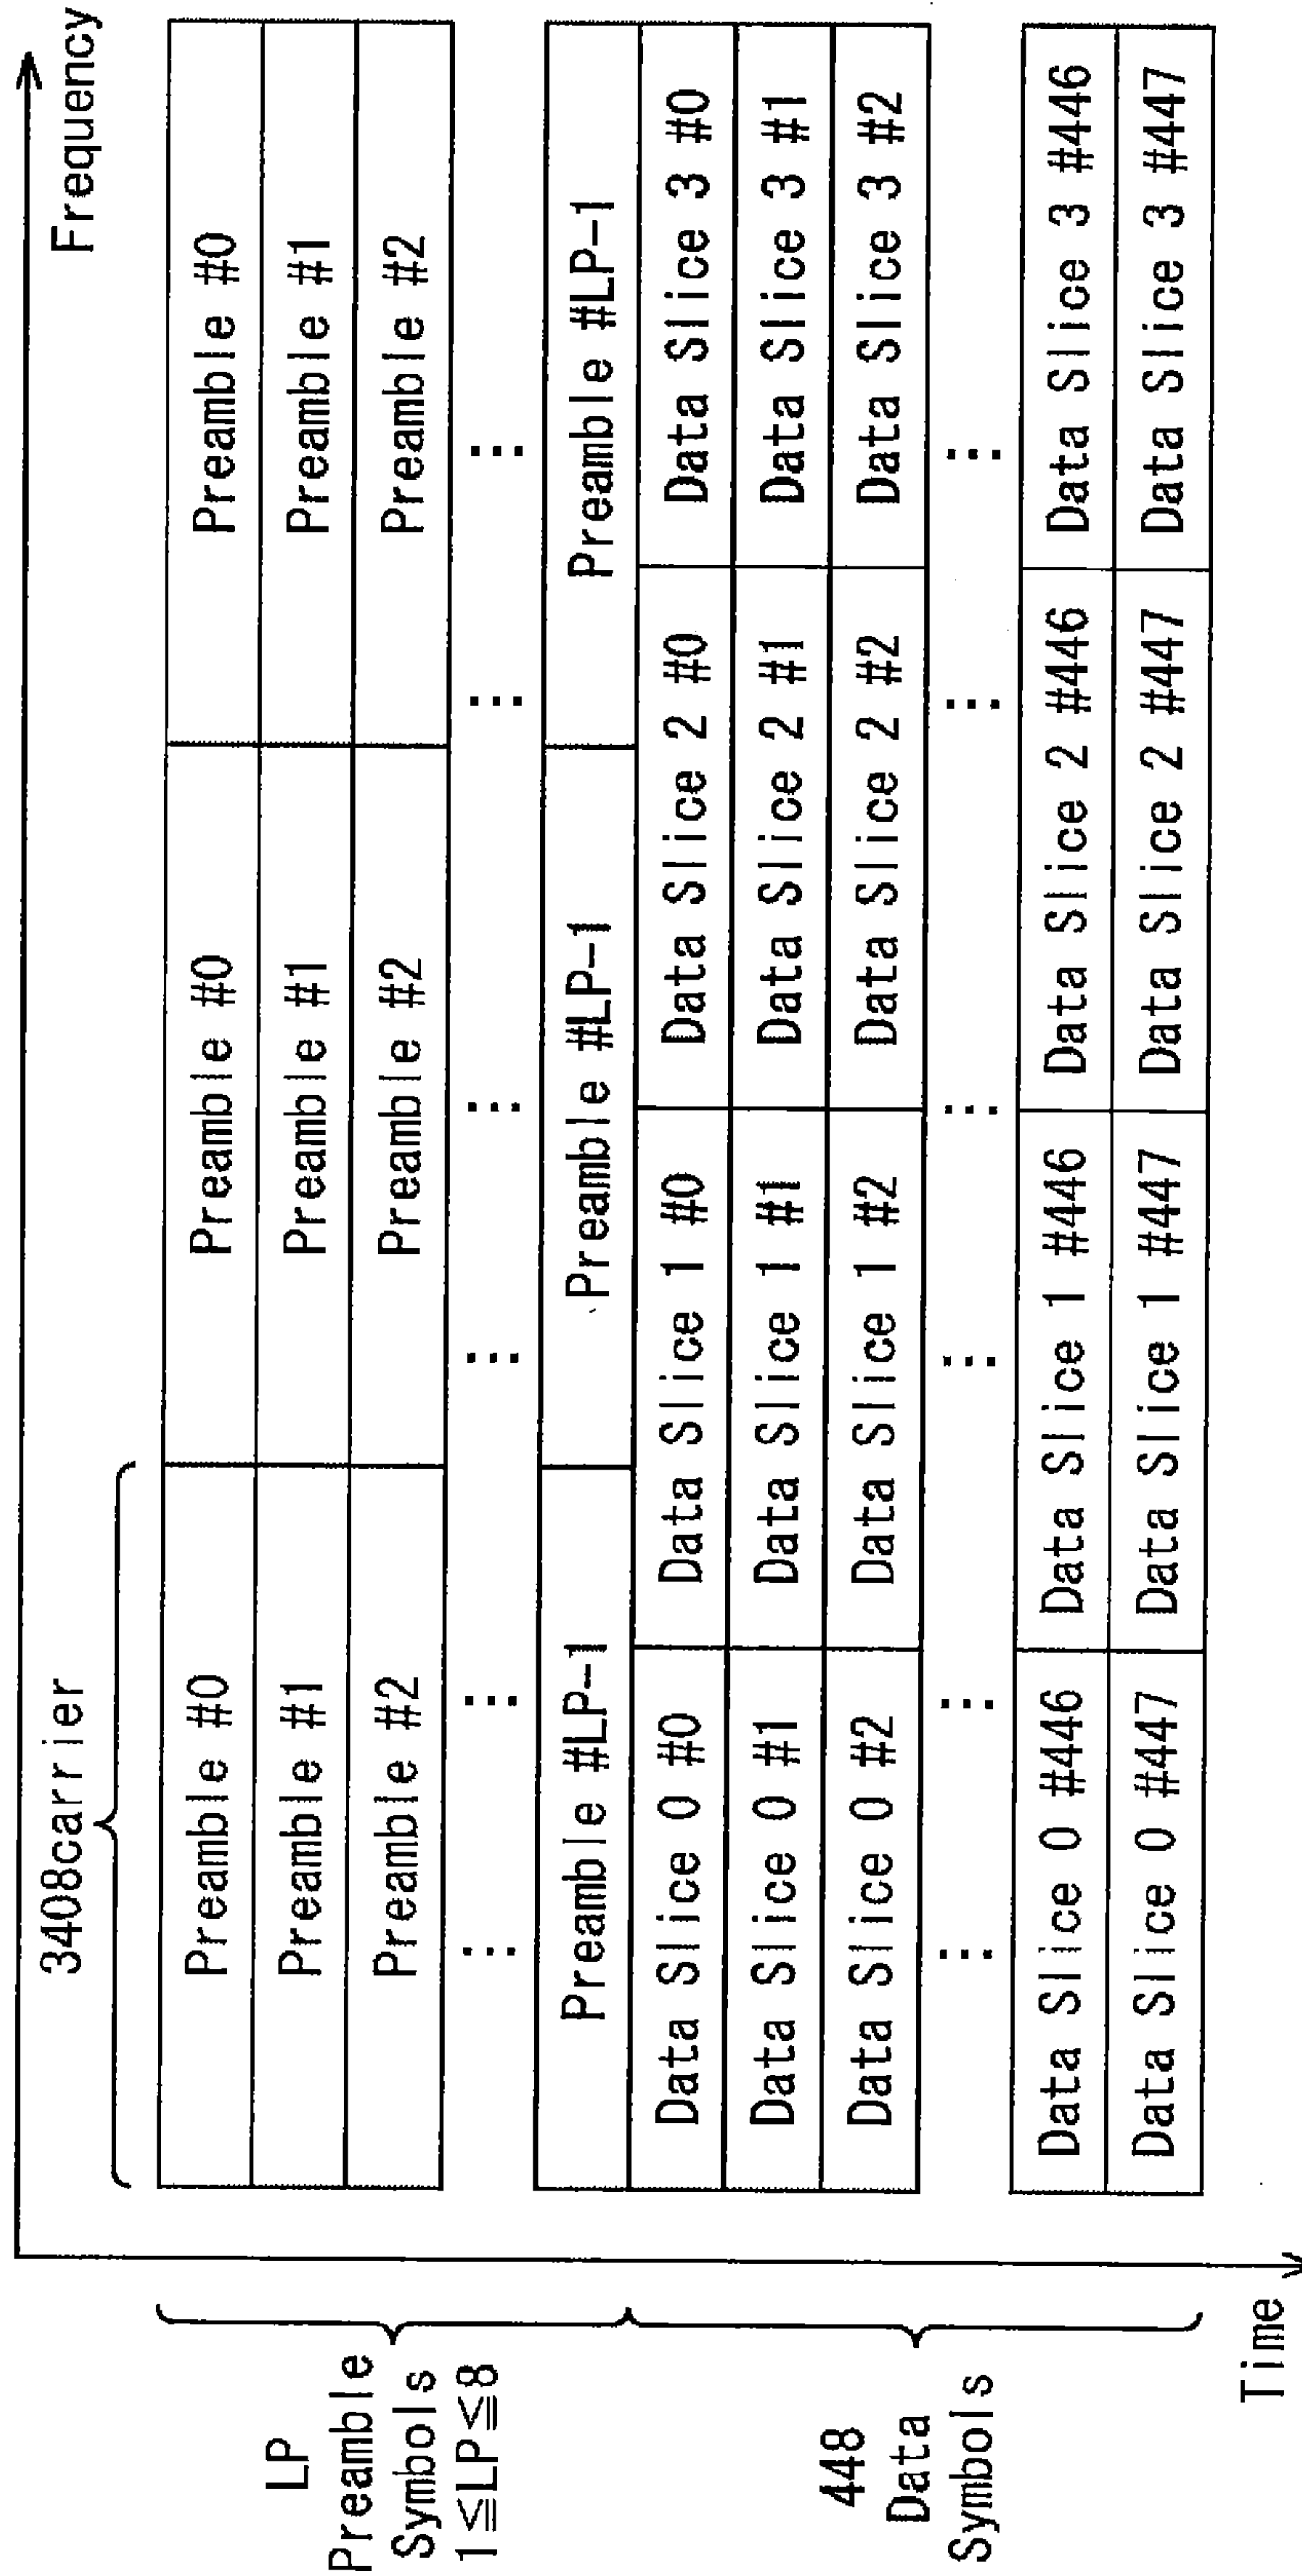 Frequency
3408carrier
LP
Preamble
Symbols
1≦LP≦8
Preamble #0 Preamble #0 Preamble #0
Preamble #1 Preamble #1 Preamble #1
Preamble #2 Preamble #2 Preamble #2
... ... ... ... ... ...
Preamble #LP-1 Preamble #LP-1 Preamble #LP-1
448
Data
Symbols
Data Slice 0 #0 Data Slice 1 #0 Data Slice 2 #0 Data Slice 3 #0
Data Slice 0 #1 Data Slice 1 #1 Data Slice 2 #1 Data Slice 3 #1
Data Slice 0 #2 Data Slice 1 #2 Data Slice 2 #2 Data Slice 3 #2
... ... ... ... ... ...
Data Slice 0 #446 Data Slice 1 #446 Data Slice 2 #446 Data Slice 3 #446
Data Slice 0 #447 Data Slice 1 #447 Data Slice 2 #447 Data Slice 3 #447
Time